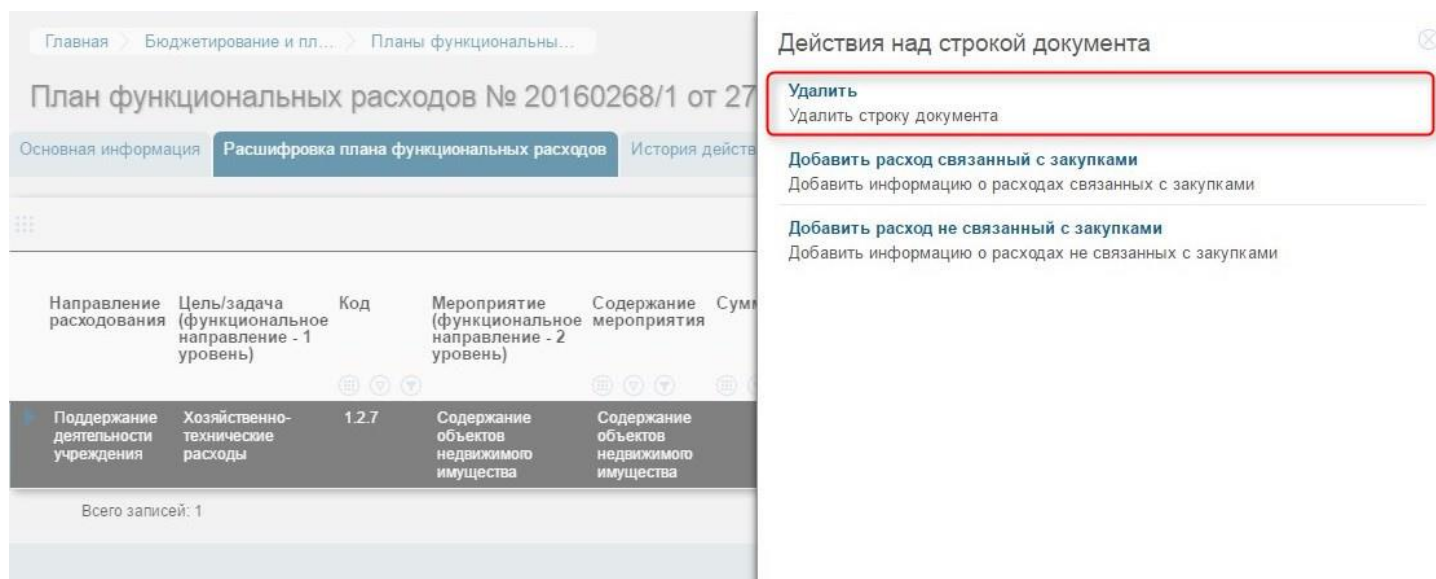 Главная Бюджетирование и пл... Планы функциональны...
План функциональных расходов № 20160268/1 от 27
Основная информация Расшифровка плана функциональных расходов История действ
Направление расходования
Цель/задача (функциональное направление - 1 уровень)
Код
Мероприятие (функциональное направление - 2 уровень)
Содержание мероприятия
Сумм
Поддержание деятельности учреждения
Хозяйственно-технические расходы
1.2.7
Содержание объектов недвижимого имущества
Содержание объектов недвижимого имущества
Всего записей: 1
Действия над строкой документа
Удалить
Удалить строку документа
Добавить расход связанный с закупками
Добавить информацию о расходах связанных с закупками
Добавить расход не связанный с закупками
Добавить информацию о расходах не связанных с закупками